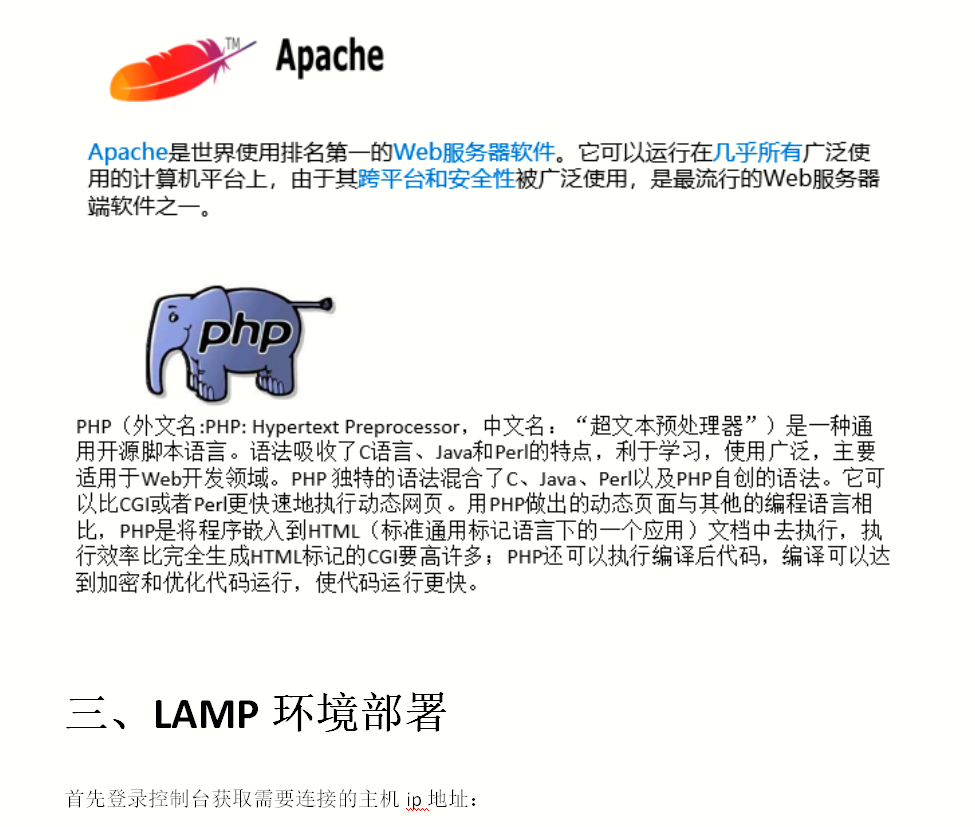 TM
Apache
Apache是世界使用排名第一的Web服务器软件。它可以运行在几乎所有广泛使
用的计算机平台上，由于其跨平台和安全性被广泛使用，是最流行的Web服务器
端软件之一。
php
PHP（外文名:PHP: Hypertext Preprocessor，中文名：“超文本预处理器”）是一种通
用开源脚本语言。语法吸收了C语言、Java和Perl的特点，利于学习，使用广泛，主要
适用于Web开发领域。PHP 独特的语法混合了C、Java、Perl以及PHP自创的语法。它可
以比CGI或者Perl更快速地执行动态网页。用PHP做出的动态页面与其他的编程语言相
比，PHP是将程序嵌入到HTML（标准通用标记语言下的一个应用）文档中去执行，执
行效率比完全生成HTML标记的CGI要高许多；PHP还可以执行编译后代码，编译可以达
到加密和优化代码运行，使代码运行更快。
三、LAMP 环境部署
首先登录控制台获取需要连接的主机 ip 地址：